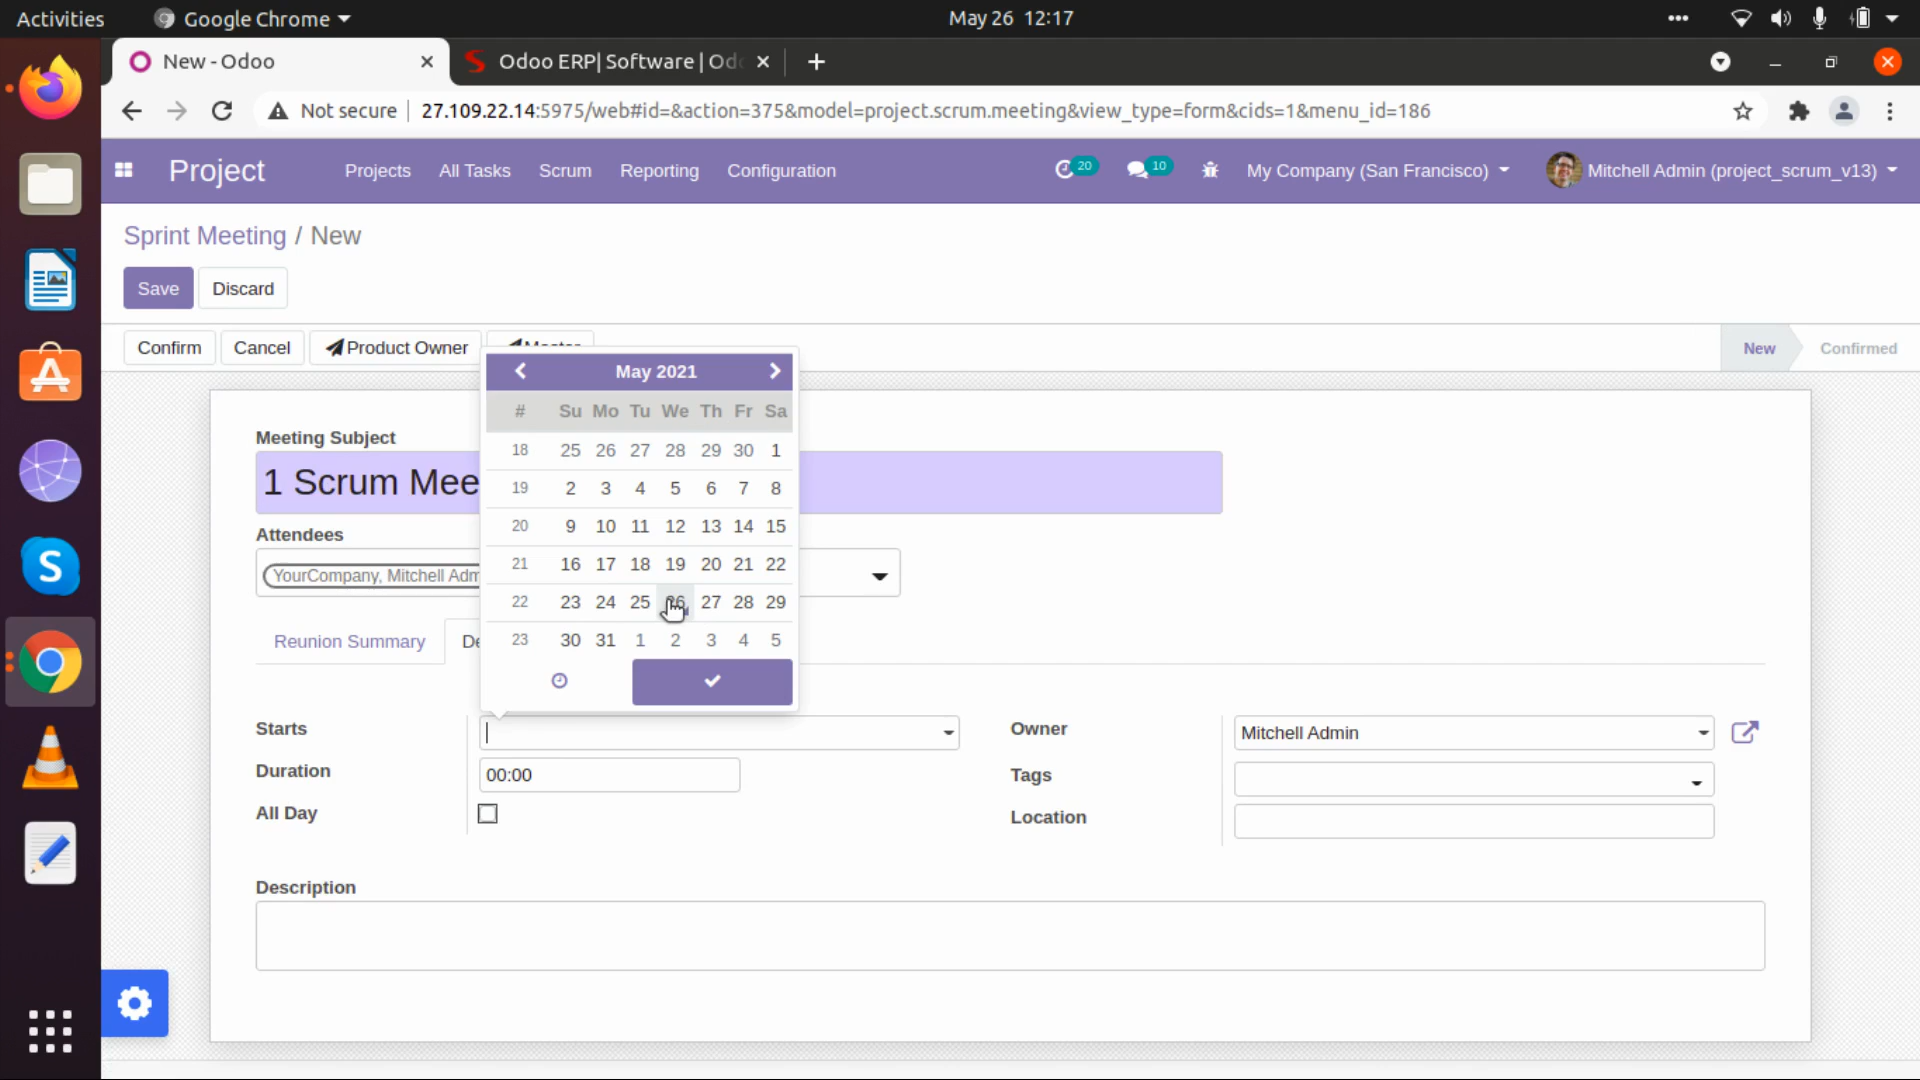 Activities
Google Chrome
May 26 12:17
New - Odoo
Odoo ERP| Software | Od
Not secure
27.109.22.14:5975/web#id=&action=375&model=project.scrum.meeting&view_type=form&cids=1&menu_id=186
Project
Projects
All Tasks
Scrum
Reporting
Configuration
20
10
My Company (San Francisco)
Mitchell Admin (project_scrum_v13)
Sprint Meeting / New
Save
Discard
Confirm
Cancel
Product Owner
New
Confirmed
May 2021
# Su Mo Tu We Th Fr Sa
18 25 26 27 28 29 30 1
19 2 3 4 5 6 7 8
20 9 10 11 12 13 14 15
21 16 17 18 19 20 21 22
22 23 24 25 26 27 28 29
23 30 31 1 2 3 4 5
Meeting Subject
1 Scrum Mee
Attendees
YourCompany, Mitchell Adm
Reunion Summary
De
Starts
Duration
00:00
All Day
Owner
Mitchell Admin
Tags
Location
Description